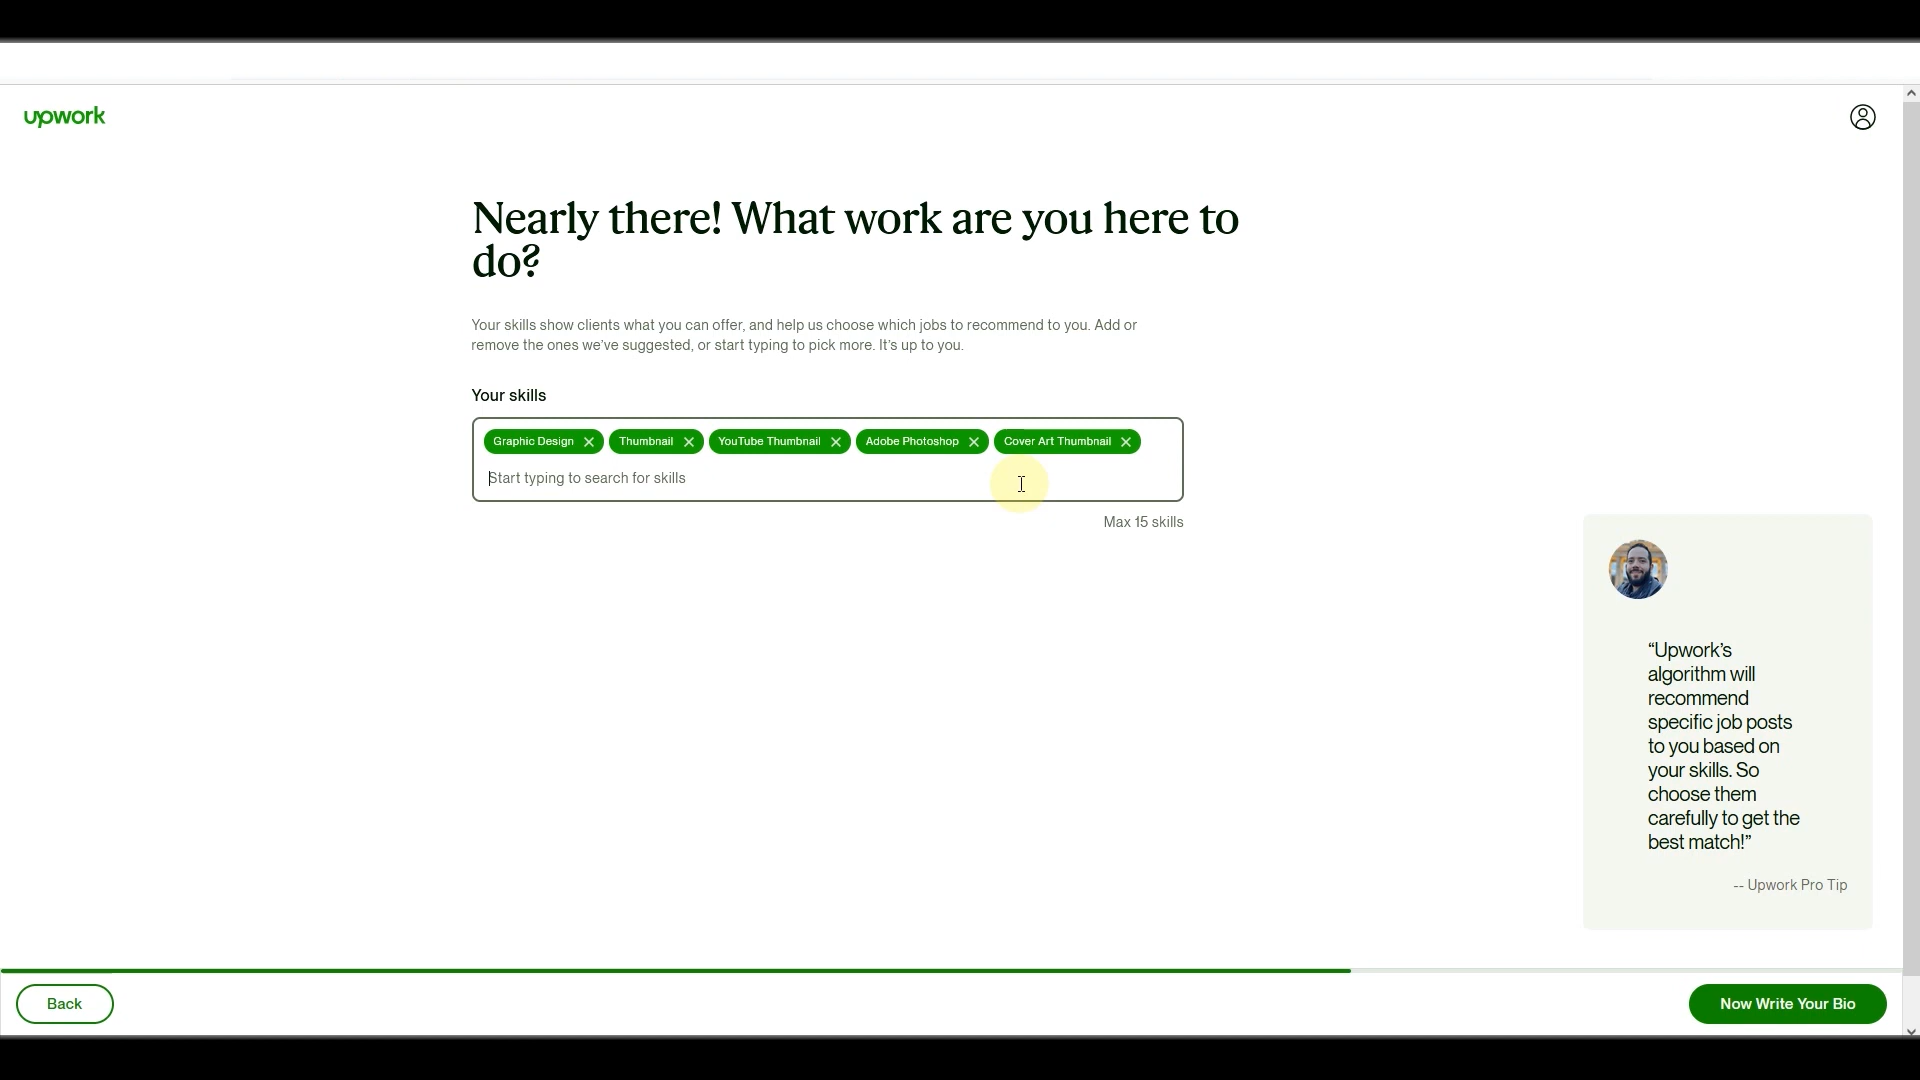 upwork
Nearly there! What work are you here to
do?
Your skills show clients what you can offer, and help us choose which jobs to recommend to you. Add or
remove the ones we've suggested, or start typing to pick more. It's up to you.
Your skills
Graphic Design Thumbnail YouTube Thumbnail Adobe Photoshop Cover Art Thumbnail
Start typing to search for skills
Max 15 skills
“Upwork’s
algorithm will
recommend
specific job posts
to you based on
your skills. So
choose them
carefully to get the
best match!”
-- Upwork Pro Tip
Back
Now Write Your Bio